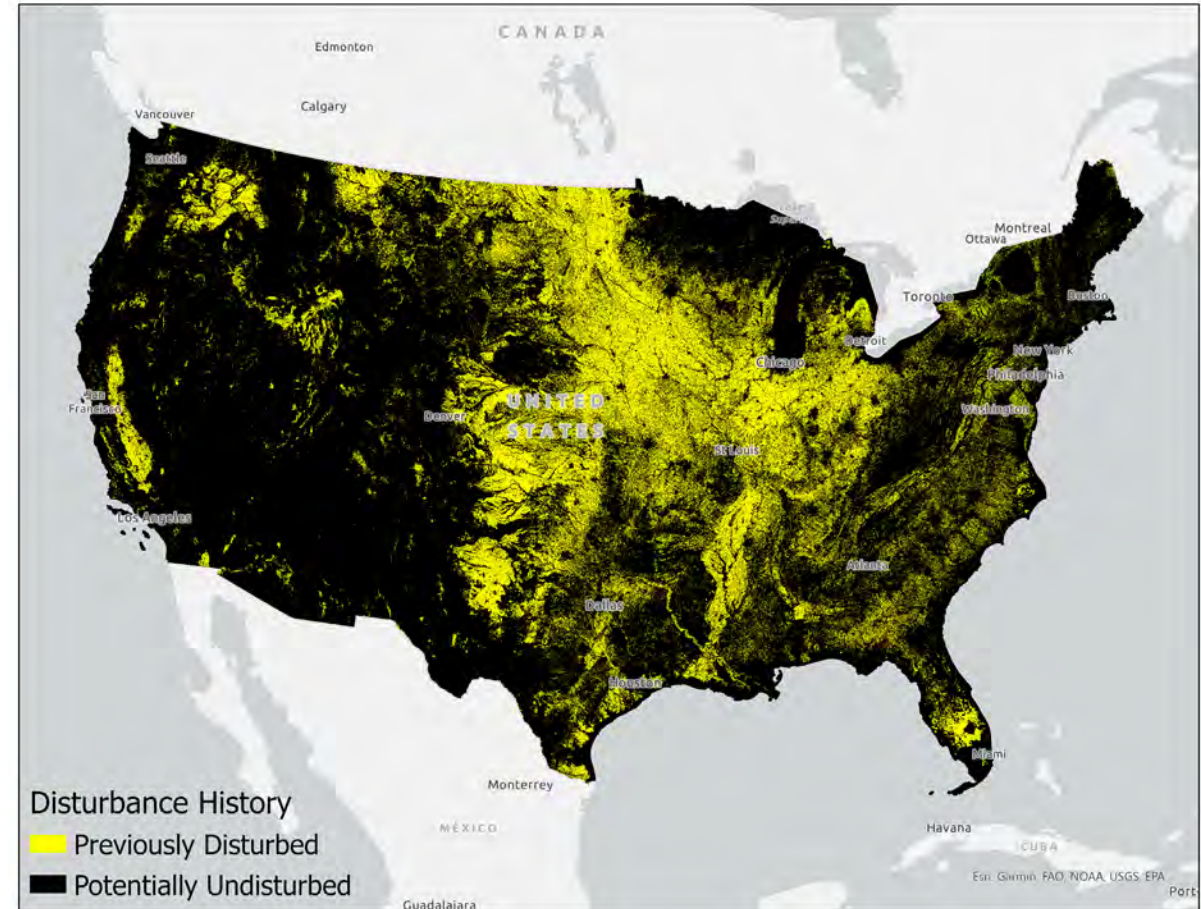 CANADA
Edmonton
Calgary
Vancouver
Seattle
Superior
Montreal
Ottawa
Toronto
Boston
Detroit
New York
Chicago
Philadelphia
San
Francisco
Denver
UNITED
STATES
Washington
St Louis
Los Angeles
Atlanta
Dallas
Houston
Miami
Monterrey
MÉXICO
Havana
CUBA
Guadalajara
Port-
Disturbance History
Previously Disturbed
Potentially Undisturbed
Esri, Garmin, FAO, NOAA, USGS, EPA